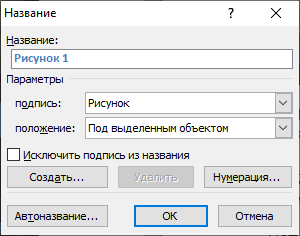 Название
?
Название:
Рисунок 1
Параметры
подпись: Рисунок
положение: Под выделенным объектом
Исключить подпись из названия
Создать... Удалить Нумерация...
Автоназвание... ОК Отмена